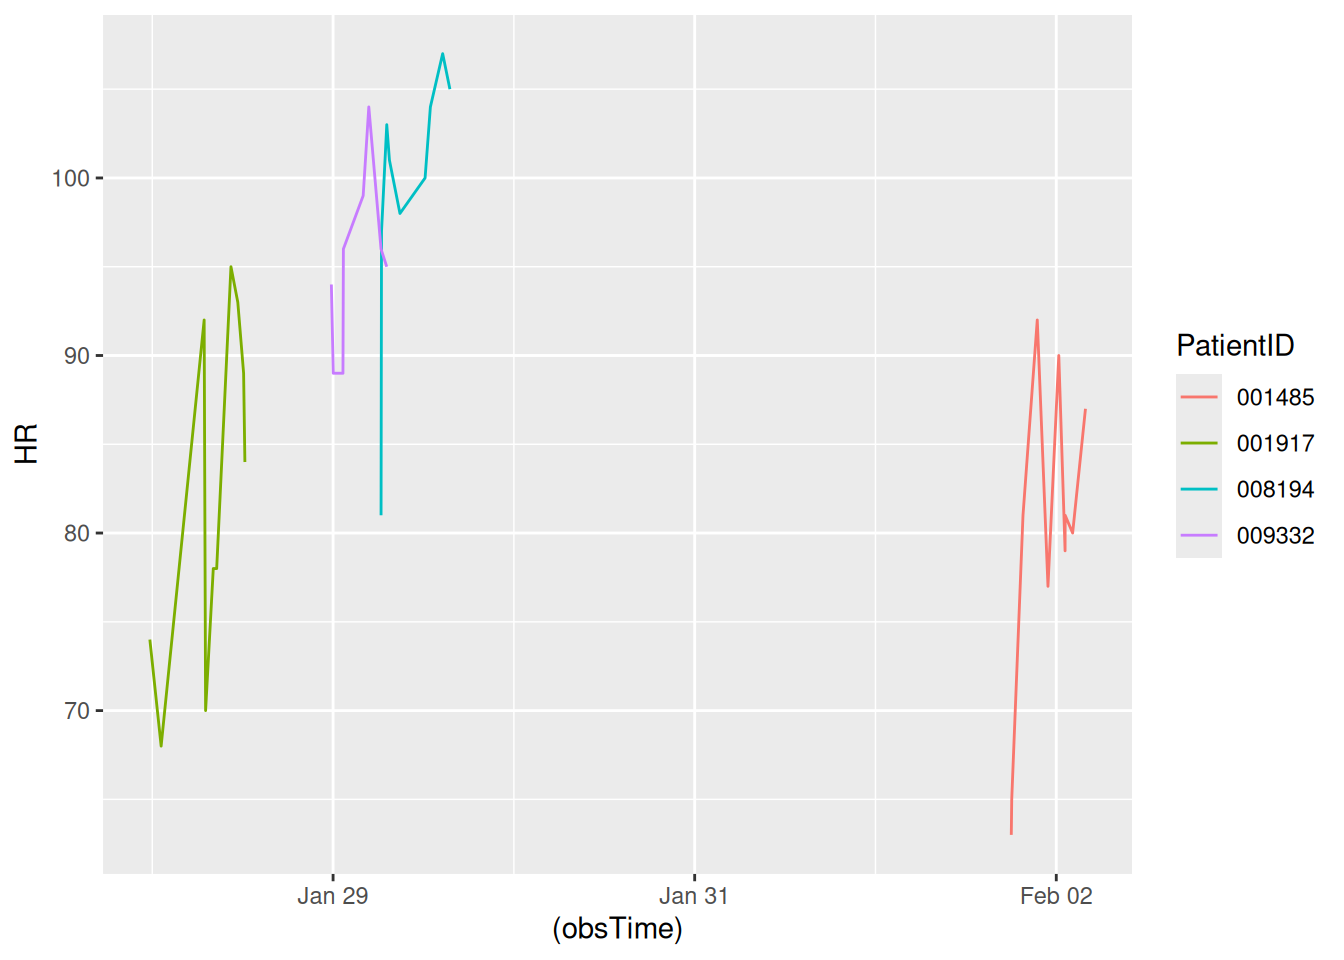 100
90
80
70
HR
Jan 29
Jan 31
Feb 02
(obsTime)
PatientID
001485
001917
008194
009332